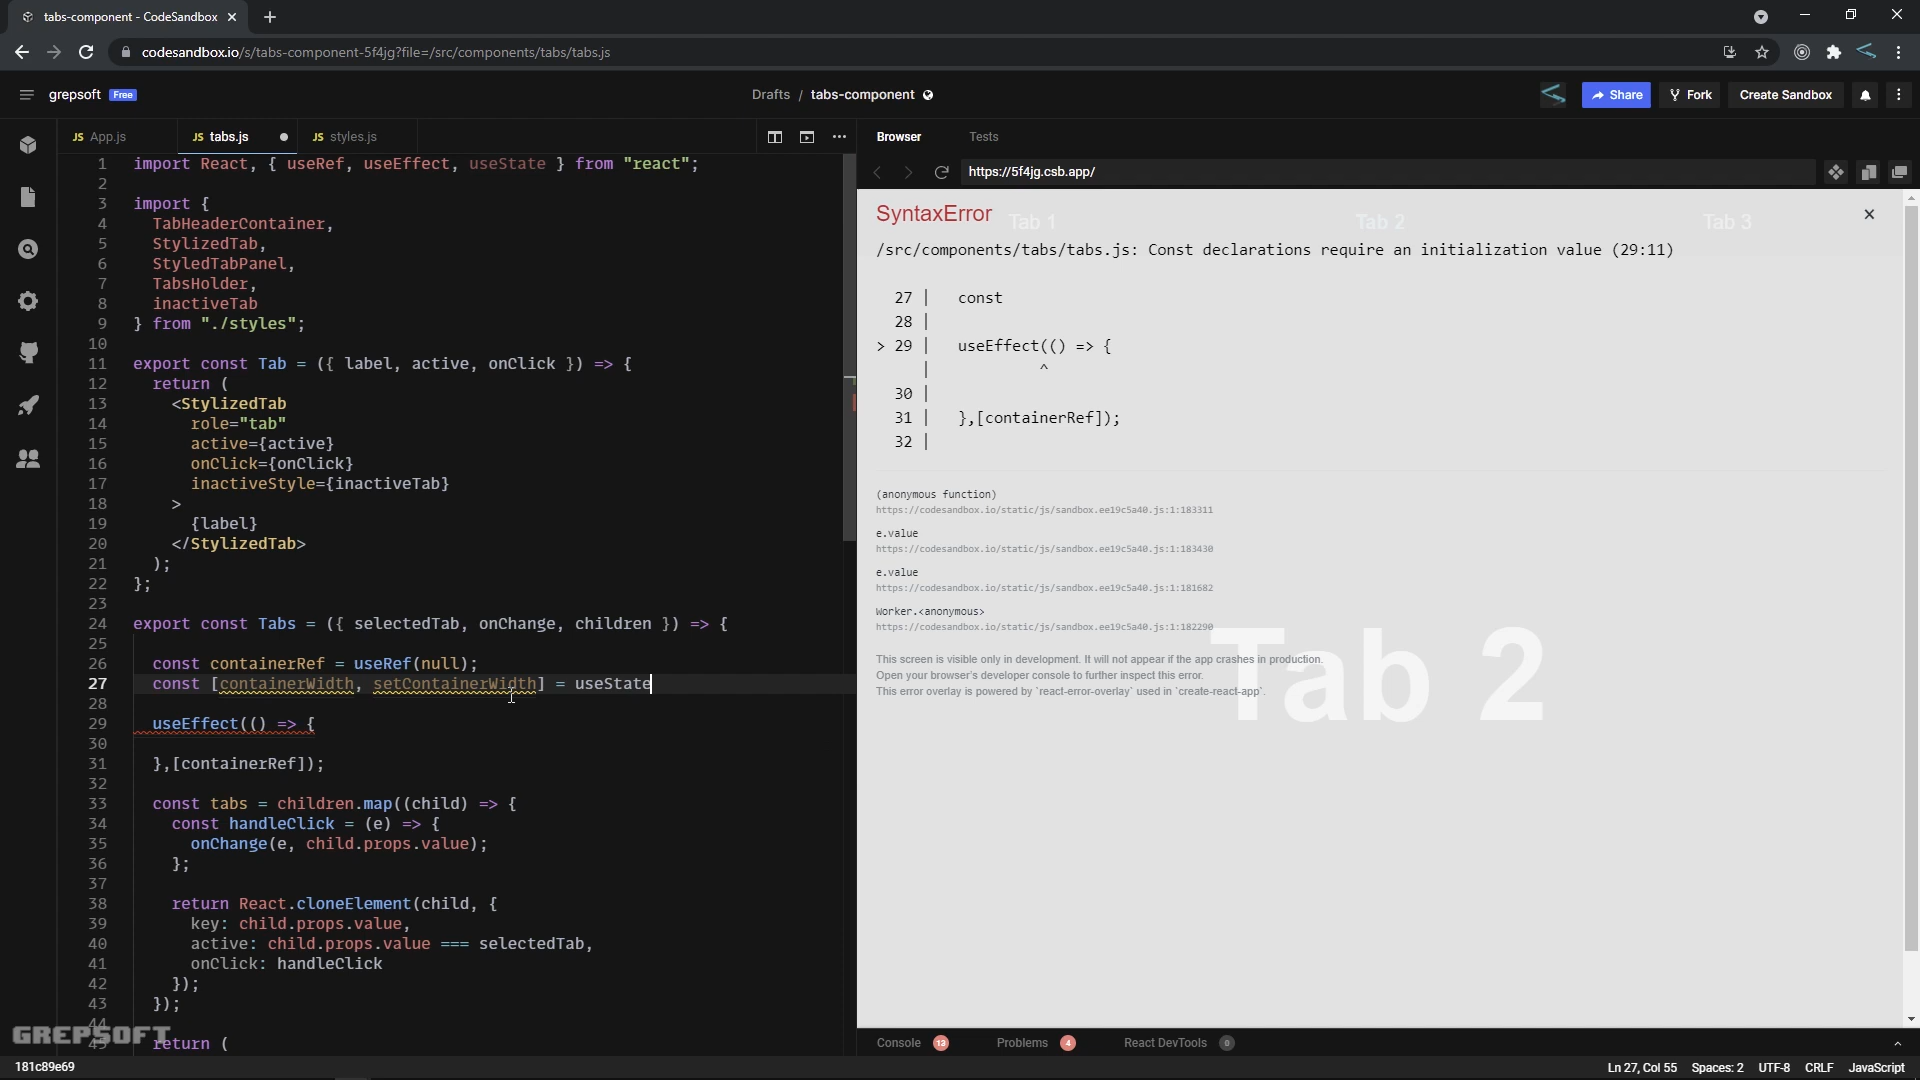 tabs-component - CodeSandbox
codesandbox.io/s/tabs-component-5f4jg?file=/src/components/tabs/tabs.js
grepsoft Free
Drafts / tabs-component
Share
Fork
Create Sandbox
JS App.js
JS tabs.js
JS styles.js
1 import React, { useRef, useEffect, useState } from "react";
2
3 import {
4 TabHeaderContainer,
5 StylizedTab,
6 StyledTabPanel,
7 TabsHolder,
8 inactiveTab
9 } from "./styles";
10
11 export const Tab = ({ label, active, onClick }) => {
12 return (
13 <StylizedTab
14 role="tab"
15 active={active}
16 onClick={onClick}
17 inactiveStyle={inactiveTab}
18 >
19 {label}
20 </StylizedTab>
21 );
22 };
23
24 export const Tabs = ({ selectedTab, onChange, children }) => {
25
26 const containerRef = useRef(null);
27 const [containerWidth, setContainerWidth] = useState
28
29 useEffect(() => {
30
31 },[containerRef]);
32
33 const tabs = children.map((child) => {
34 const handleClick = (e) => {
35 onChange(e, child.props.value);
36 };
37
38 return React.cloneElement(child, {
39 key: child.props.value,
40 active: child.props.value === selectedTab,
41 onClick: handleClick
42 });
43 });
44
45 return (
GREPSOFT
Browser
Tests
https://5f4jg.csb.app/
SyntaxError
Tab 1
Tab 2
Tab 3
/src/components/tabs/tabs.js: Const declarations require an initialization value (29:11)
27 | const
28 |
> 29 | useEffect(() => {
| ^
30 |
31 | },[containerRef]);
32 |
(anonymous function)
https://codesandbox.io/static/js/sandbox.ee19c5a40.js:1:183311
e.value
https://codesandbox.io/static/js/sandbox.ee19c5a40.js:1:183430
e.value
https://codesandbox.io/static/js/sandbox.ee19c5a40.js:1:181682
Worker.<anonymous>
https://codesandbox.io/static/js/sandbox.ee19c5a40.js:1:182290
This screen is visible only in development. It will not appear if the app crashes in production.
Open your browser's developer console to further inspect this error.
This error overlay is powered by `react-error-overlay` used in `create-react-app`.
Tab 2
Console 13
Problems 4
React DevTools 0
181c89e69
Ln 27, Col 55
Spaces: 2
UTF-8
CRLF
JavaScript